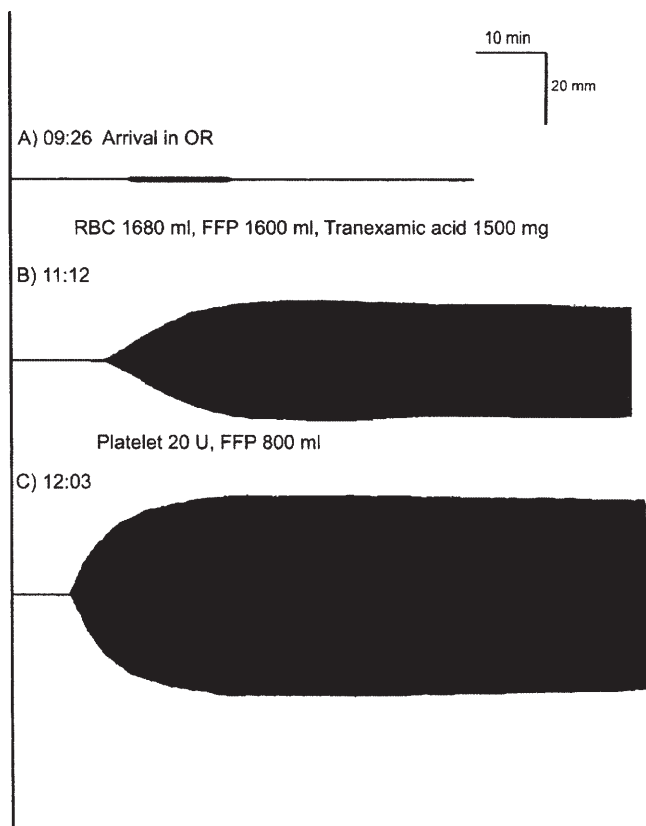 10 min
20 mm
A) 09:26 Arrival in OR
RBC 1680 ml, FFP 1600 ml, Tranexamic acid 1500 mg
B) 11:12
Platelet 20 U, FFP 800 ml
C) 12:03